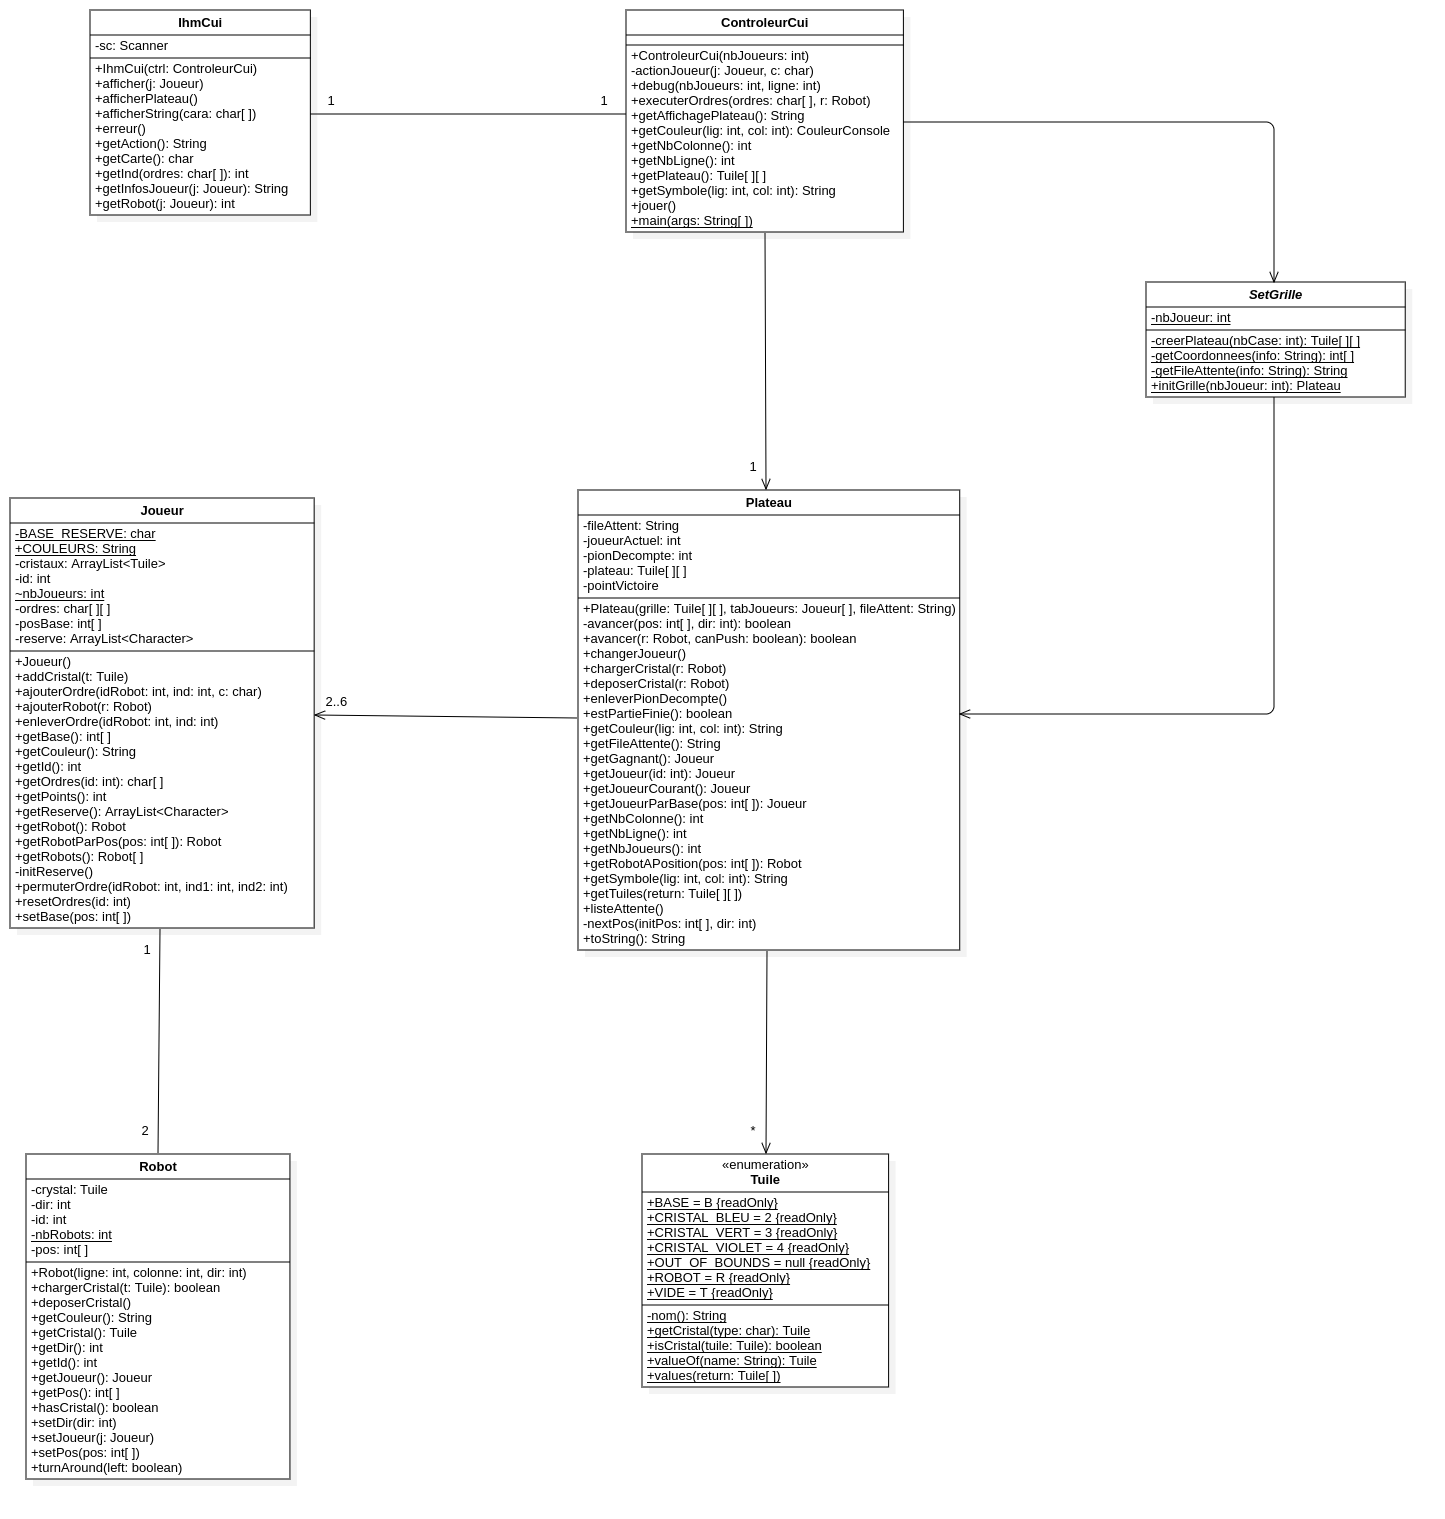 IhmCui
-sc: Scanner
+IhmCui(ctrl: ControleurCui)
+afficher(j: Joueur)
+afficherPlateau()
+afficherString(cara: char[ ])
+erreur()
+getAction(): String
+getCarte(): char
+getInd(ordres: char[ ]): int
+getInfosJoueur(j: Joueur): String
+getRobot(j: Joueur): int
1
1
ControleurCui
+ControleurCui(nbJoueurs: int)
-actionJoueur(j: Joueur, c: char)
+debug(nbJoueurs: int, ligne: int)
+executerOrdres(ordres: char[ ], r: Robot)
+getAffichagePlateau(): String
+getCouleur(lig: int, col: int): CouleurConsole
+getNbColonne(): int
+getNbLigne(): int
+getPlateau(): Tuile[ ][ ]
+getSymbole(lig: int, col: int): String
+jouer()
+main(args: String[ ])
SetGrille
-nbJoueur: int
-creerPlateau(nbCase: int): Tuile[ ][ ]
-getCoordonnees(info: String): int[ ]
-getFileAttente(info: String): String
+initGrille(nbJoueur: int): Plateau
1
Joueur
-BASE_RESERVE: char
+COULEURS: String
-cristaux: ArrayList<Tuile>
-id: int
~nbJoueurs: int
-ordres: char[ ][ ]
-posBase: int[ ]
-reserve: ArrayList<Character>
+Joueur()
+addCristal(t: Tuile)
+ajouterOrdre(idRobot: int, ind: int, c: char)
+ajouterRobot(r: Robot)
+enleverOrdre(idRobot: int, ind: int)
+getBase(): int[ ]
+getCouleur(): String
+getId(): int
+getOrdres(id: int): char[ ]
+getPoints(): int
+getReserve(): ArrayList<Character>
+getRobot(): Robot
+getRobotParPos(pos: int[ ]): Robot
+getRobots(): Robot[ ]
-initReserve()
+permuterOrdre(idRobot: int, ind1: int, ind2: int)
+resetOrdres(id: int)
+setBase(pos: int[ ])
2..6
Plateau
-fileAttent: String
-joueurActuel: int
-pionDecompte: int
-plateau: Tuile[ ][ ]
-pointVictoire
+Plateau(grille: Tuile[ ][ ], tabJoueurs: Joueur[ ], fileAttent: String)
-avancer(pos: int[ ], dir: int): boolean
+avancer(r: Robot, canPush: boolean): boolean
+changerJoueur()
+chargerCristal(r: Robot)
+deposerCristal(r: Robot)
+enleverPionDecompte()
+estPartieFinie(): boolean
+getCouleur(lig: int, col: int): String
+getFileAttente(): String
+getGagnant(): Joueur
+getJoueur(id: int): Joueur
+getJoueurCourant(): Joueur
+getJoueurParBase(pos: int[ ]): Joueur
+getNbColonne(): int
+getNbLigne(): int
+getNbJoueurs(): int
+getRobotAPosition(pos: int[ ]): Robot
+getSymbole(lig: int, col: int): String
+getTuiles(return: Tuile[ ][ ])
+listeAttente()
-nextPos(initPos: int[ ], dir: int)
+toString(): String
1
2
*
Robot
-crystal: Tuile
-dir: int
-id: int
-nbRobots: int
-pos: int[ ]
+Robot(ligne: int, colonne: int, dir: int)
+chargerCristal(t: Tuile): boolean
+deposerCristal()
+getCouleur(): String
+getCristal(): Tuile
+getDir(): int
+getId(): int
+getJoueur(): Joueur
+getPos(): int[ ]
+hasCristal(): boolean
+setDir(dir: int)
+setJoueur(j: Joueur)
+setPos(pos: int[ ])
+turnAround(left: boolean)
«enumeration»
Tuile
+BASE = B {readOnly}
+CRISTAL_BLEU = 2 {readOnly}
+CRISTAL_VERT = 3 {readOnly}
+CRISTAL_VIOLET = 4 {readOnly}
+OUT_OF_BOUNDS = null {readOnly}
+ROBOT = R {readOnly}
+VIDE = T {readOnly}
-nom(): String
+getCristal(type: char): Tuile
+isCristal(tuile: Tuile): boolean
+valueOf(name: String): Tuile
+values(return: Tuile[ ])